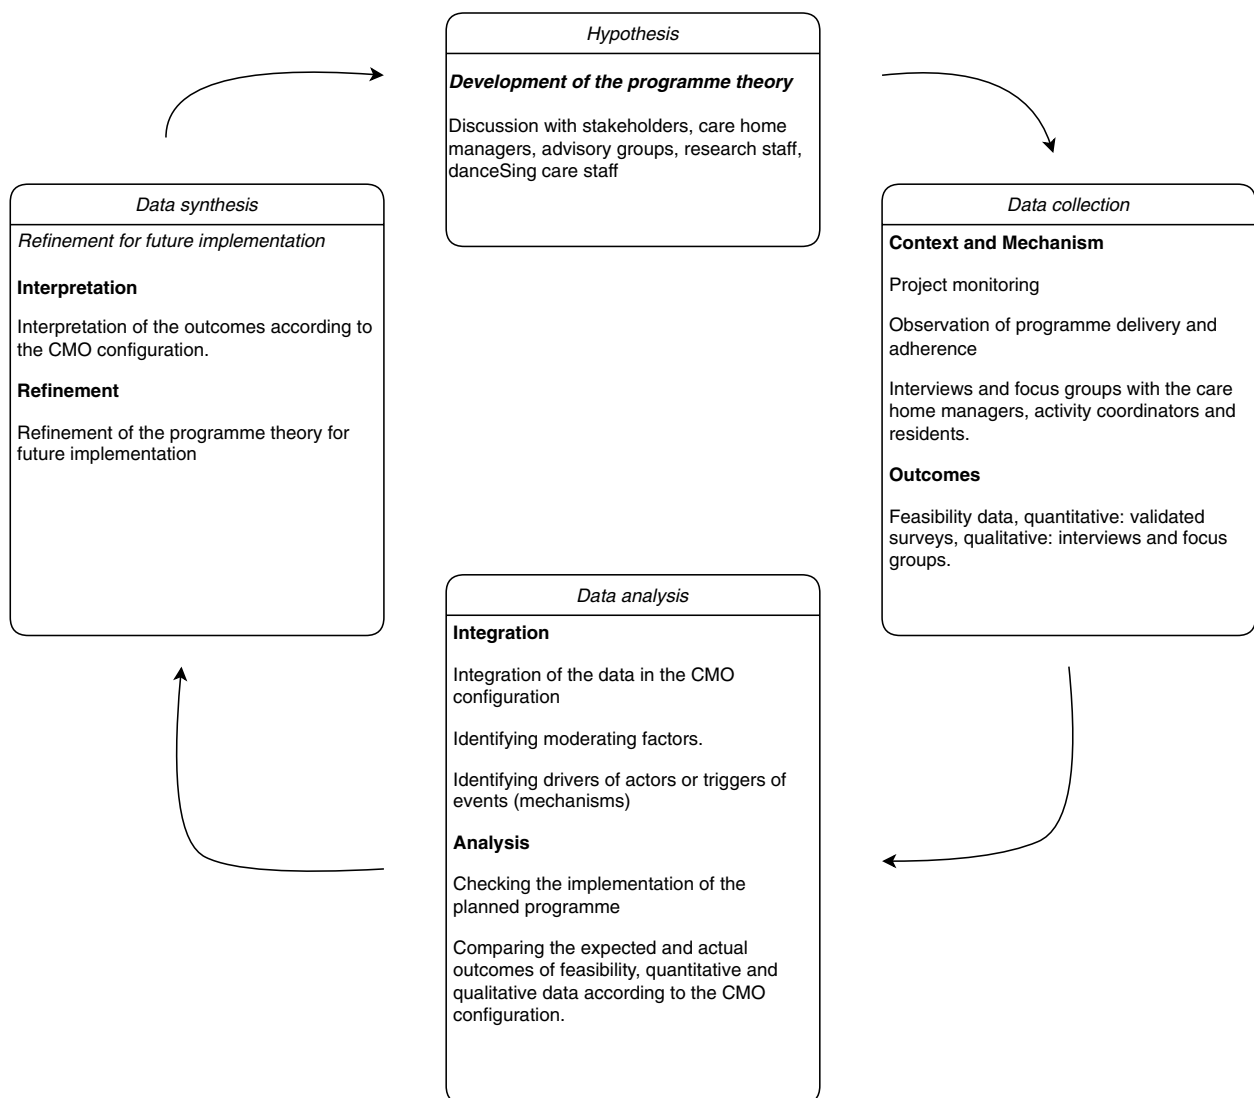 Hypothesis
Development of the programme theory
Discussion with stakeholders, care home
managers, advisory groups, research staff,
danceSing care staff
Data synthesis
Refinement for future implementation
Interpretation
Interpretation of the outcomes according to
the CMO configuration.
Refinement
Refinement of the programme theory for
future implementation
Data collection
Context and Mechanism
Project monitoring
Observation of programme delivery and
adherence
Interviews and focus groups with the care
home managers, activity coordinators and
residents.
Outcomes
Feasibility data, quantitative: validated
surveys, qualitative: interviews and focus
groups.
Data analysis
Integration
Integration of the data in the CMO
configuration
Identifying moderating factors.
Identifying drivers of actors or triggers of
events (mechanisms)
Analysis
Checking the implementation of the
planned programme
Comparing the expected and actual
outcomes of feasibility, quantitative and
qualitative data according to the CMO
configuration.